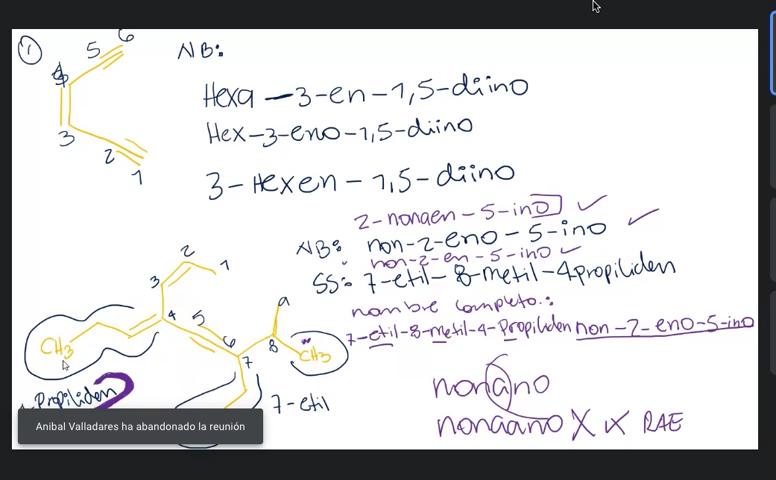 1
5 6
4
3
2
1
NB:
Hexa-3-en-1,5-diino
Hex-3-eno-1,5-diino
3-Hexen-1,5-diino
2-nonaen-5-ino
NB: non-2-eno-5-ino
non-2-en-5-ino
SS: 7-etil-8-metil-4propiliden
nombre completo:
7-etil-8-metil-4-Propiliden non-2-eno-5-ino
2
1
3
4
5
6
7
8
9
CH3
CH3
Propiliden
7-etil
nonano
nonaano X RAE
Anibal Valladares ha abandonado la reunión